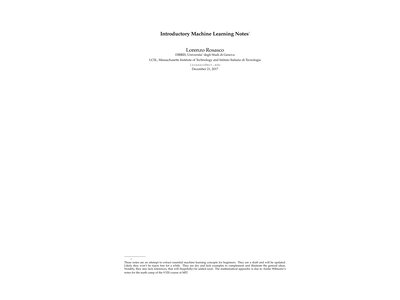 Introductory Machine Learning Notes
Lorenzo Rosasco
DIBRIS, Universita' degli Studi di Genova
LCSL, Massachusetts Institute of Technology and Istituto Italiano di Tecnologia
December 21, 2017
These notes are an attempt to extract essential machine learning concepts for beginners. They are a draft and will be updated.
Likely they won't be typos free for a while. They are dry and lack examples to complement and illustrate the general ideas.
Notably, they also lack references, that will (hopefully) be added soon. The mathematical appendix is due to Andre Wibisono's
notes for the math camp of the 9.520 course at MIT.